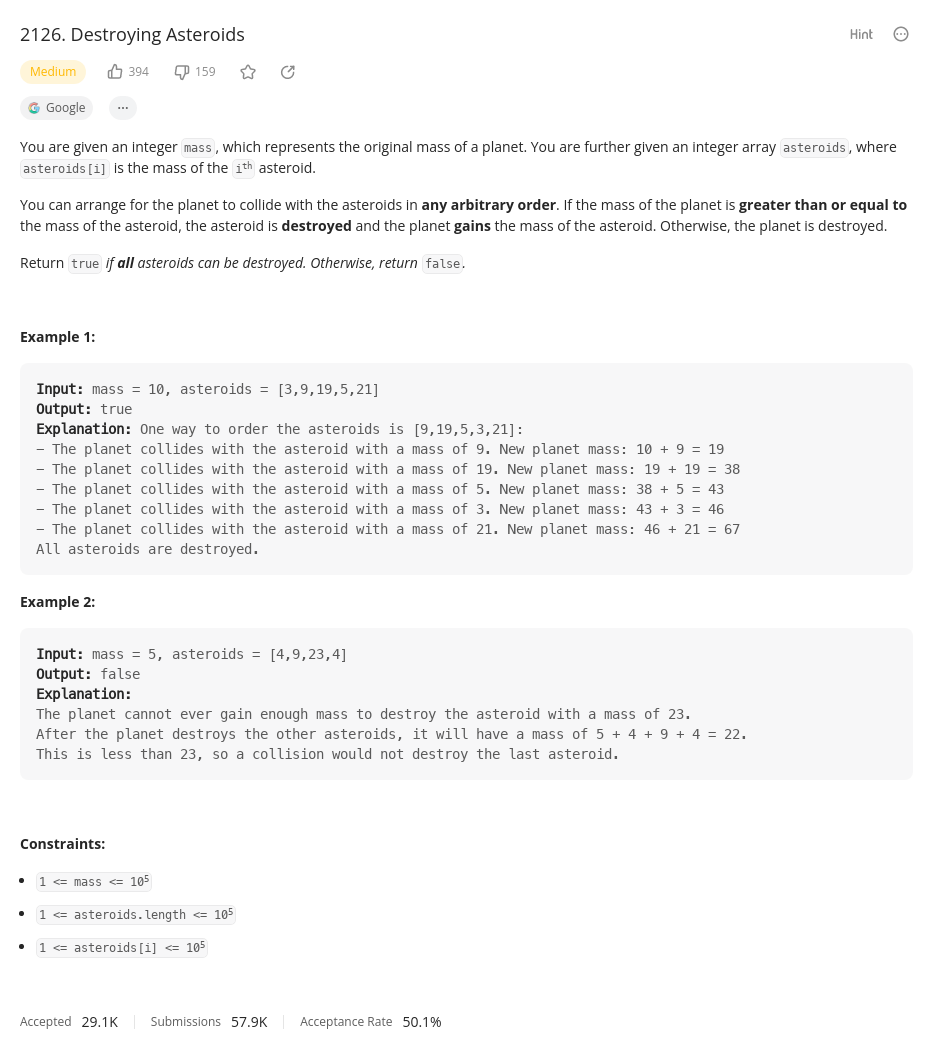 2126. Destroying Asteroids
Hint
Medium 394 159
Google ...
You are given an integer mass, which represents the original mass of a planet. You are further given an integer array asteroids, where
asteroids[i] is the mass of the ith asteroid.
You can arrange for the planet to collide with the asteroids in any arbitrary order. If the mass of the planet is greater than or equal to
the mass of the asteroid, the asteroid is destroyed and the planet gains the mass of the asteroid. Otherwise, the planet is destroyed.
Return true if all asteroids can be destroyed. Otherwise, return false.
Example 1:
Input: mass = 10, asteroids = [3,9,19,5,21]
Output: true
Explanation: One way to order the asteroids is [9,19,5,3,21]:
- The planet collides with the asteroid with a mass of 9. New planet mass: 10 + 9 = 19
- The planet collides with the asteroid with a mass of 19. New planet mass: 19 + 19 = 38
- The planet collides with the asteroid with a mass of 5. New planet mass: 38 + 5 = 43
- The planet collides with the asteroid with a mass of 3. New planet mass: 43 + 3 = 46
- The planet collides with the asteroid with a mass of 21. New planet mass: 46 + 21 = 67
All asteroids are destroyed.
Example 2:
Input: mass = 5, asteroids = [4,9,23,4]
Output: false
Explanation:
The planet cannot ever gain enough mass to destroy the asteroid with a mass of 23.
After the planet destroys the other asteroids, it will have a mass of 5 + 4 + 9 + 4 = 22.
This is less than 23, so a collision would not destroy the last asteroid.
Constraints:
• 1 <= mass <= 10⁵
• 1 <= asteroids.length <= 10⁵
• 1 <= asteroids[i] <= 10⁵
Accepted 29.1K Submissions 57.9K Acceptance Rate 50.1%